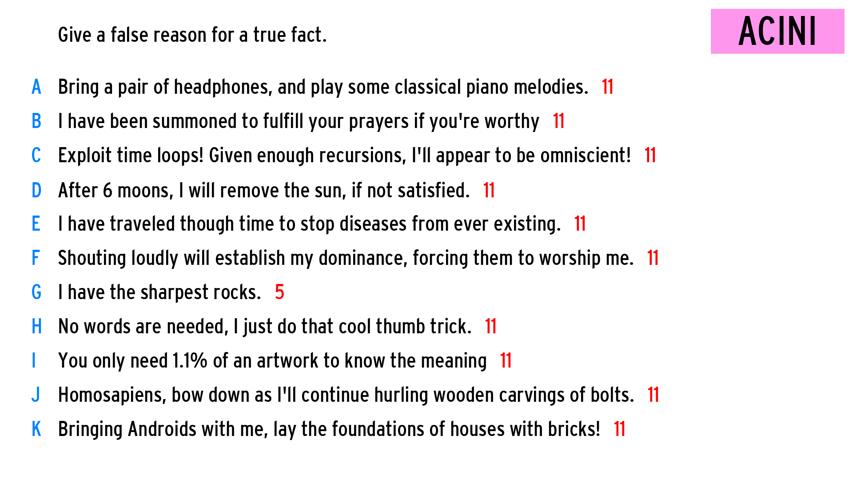 Give a false reason for a true fact.
ACINI
A Bring a pair of headphones, and play some classical piano melodies. 11
B I have been summoned to fulfill your prayers if you're worthy 11
C Exploit time loops! Given enough recursions, I'll appear to be omniscient! 11
D After 6 moons, I will remove the sun, if not satisfied. 11
E I have traveled though time to stop diseases from ever existing. 11
F Shouting loudly will establish my dominance, forcing them to worship me. 11
G I have the sharpest rocks. 5
H No words are needed, I just do that cool thumb trick. 11
I You only need 1.1% of an artwork to know the meaning 11
J Homosapiens, bow down as I'll continue hurling wooden carvings of bolts. 11
K Bringing Androids with me, lay the foundations of houses with bricks! 11